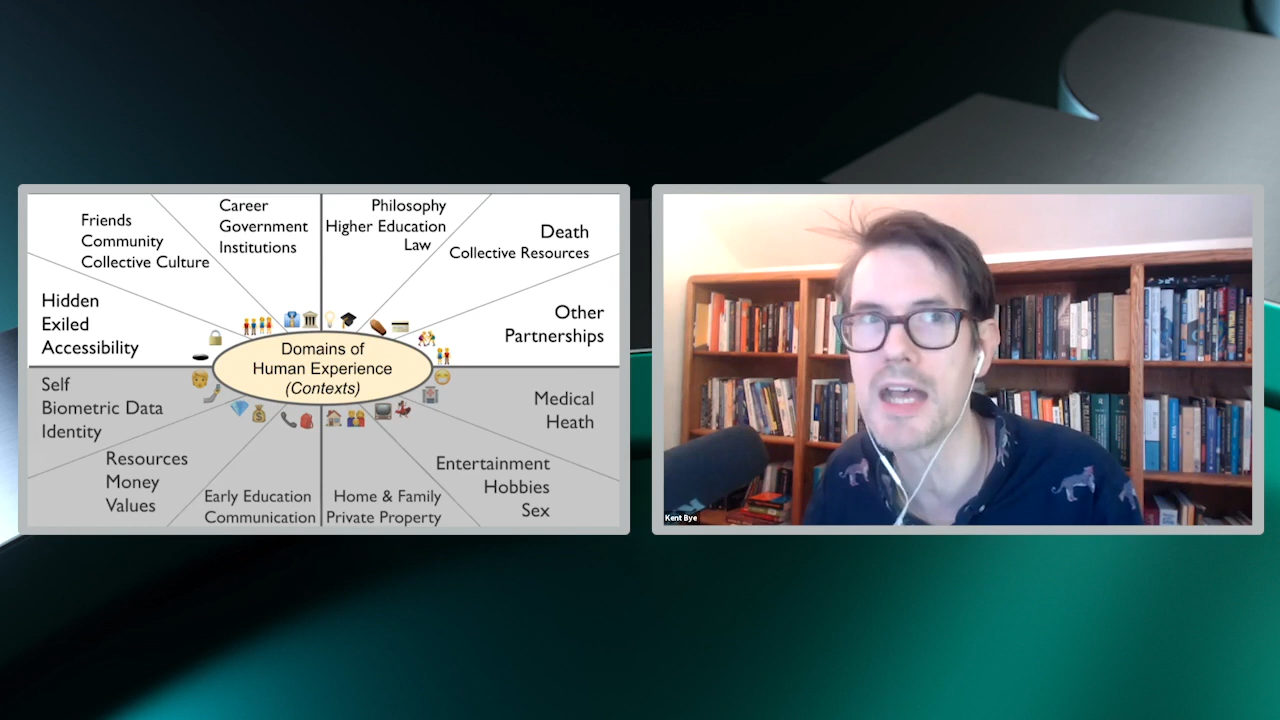 Friends
Community
Collective Culture
Career
Government
Institutions
Philosophy
Higher Education
Law
Death
Collective Resources
Hidden
Exiled
Accessibility
Other
Partnerships
Domains of
Human Experience
(Contexts)
Self
Biometric Data
Identity
Medical
Heath
Resources
Money
Values
Early Education
Communication
Home & Family
Private Property
Entertainment
Hobbies
Sex
Kent Bye